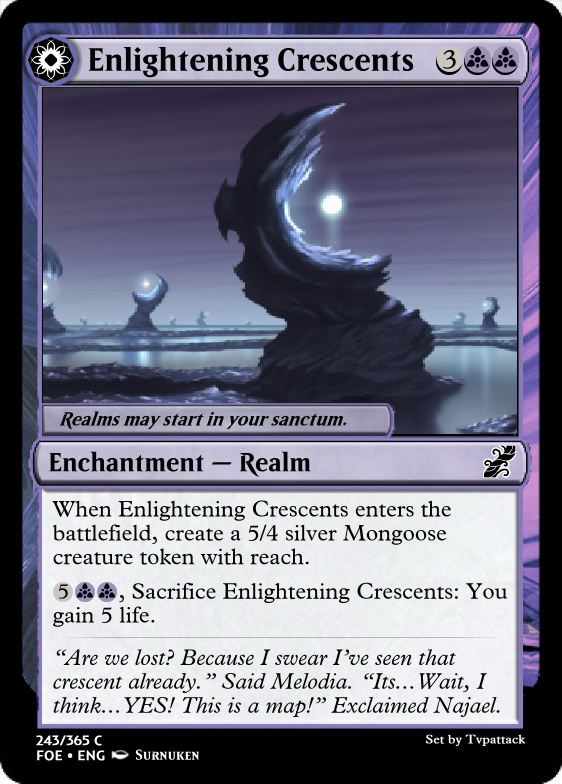 Enlightening Crescents 3
Realms may start in your sanctum.
Enchantment — Realm
When Enlightening Crescents enters the
battlefield, create a 5/4 silver Mongoose
creature token with reach.
5, Sacrifice Enlightening Crescents: You
gain 5 life.
“Are we lost? Because I swear I’ve seen that
crescent already.” Said Melodia. “Its…Wait, I
think…YES! This is a map!” Exclaimed Najael.
243/365 C
Set by Tvpattack
FOE • ENG Surnuken